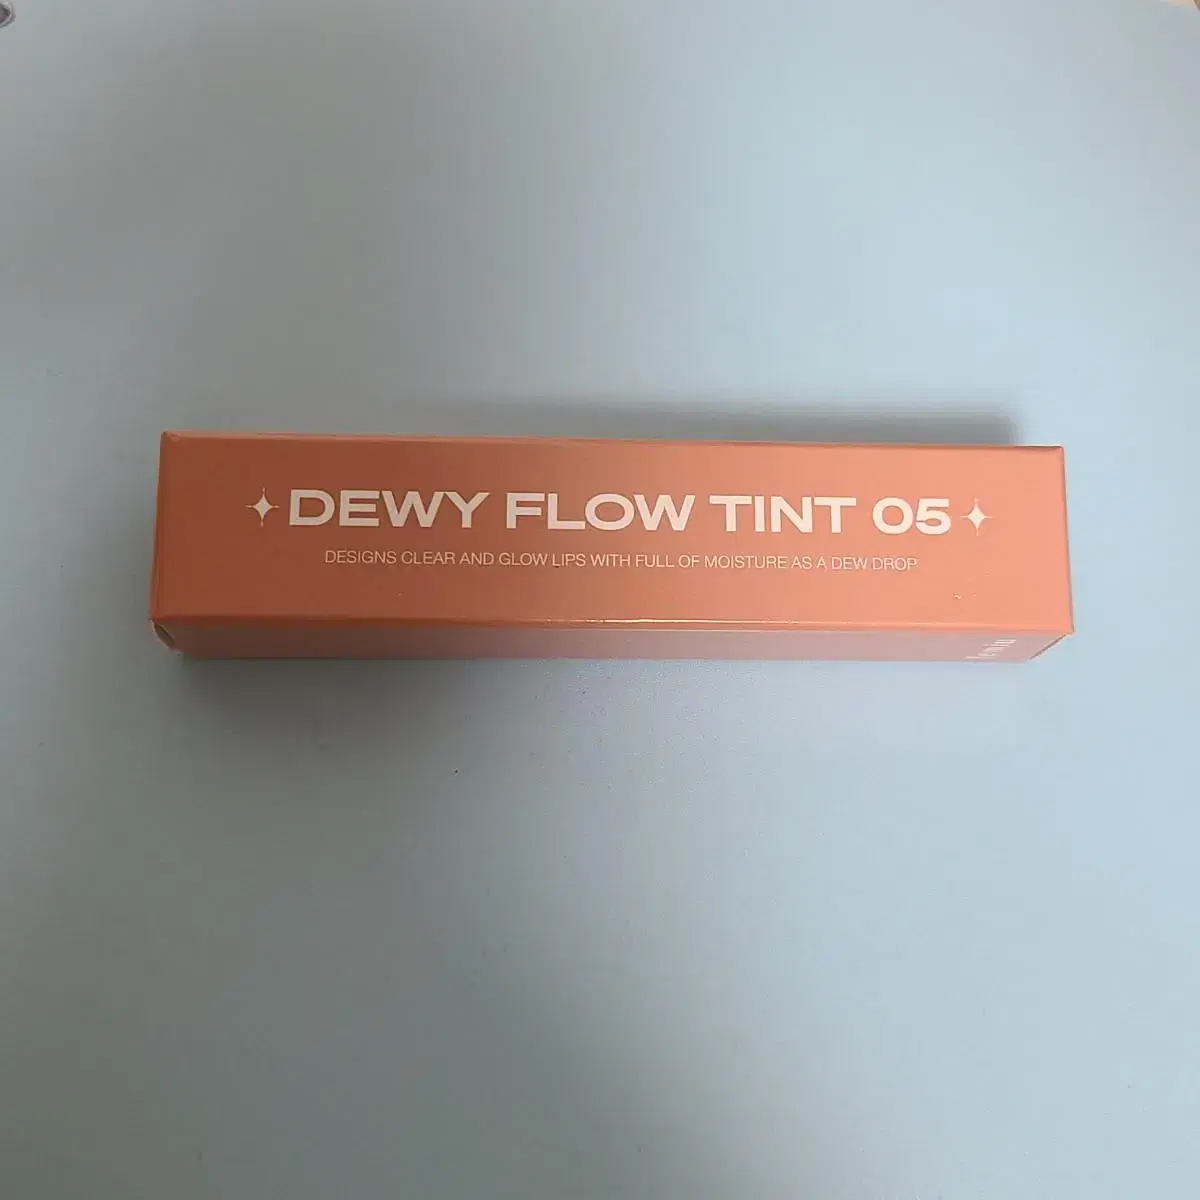 DEWY FLOW TINT 05
DESIGNS CLEAR AND GLOW LIPS WITH FULL OF MOISTURE AS A DEW DROP